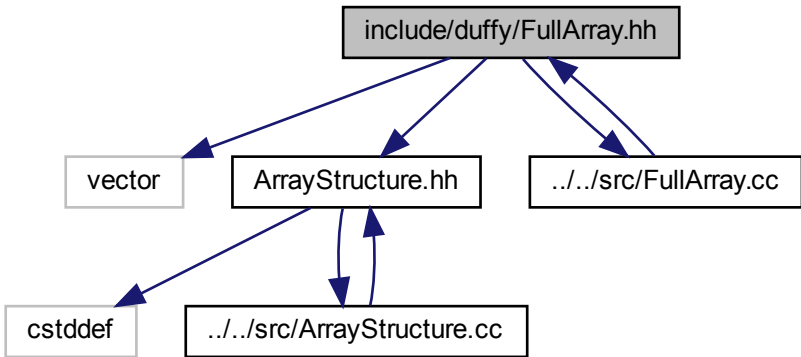 include/duffy/FullArray.hh
vector
ArrayStructure.hh
../../src/FullArray.cc
cstddef
../../src/ArrayStructure.cc